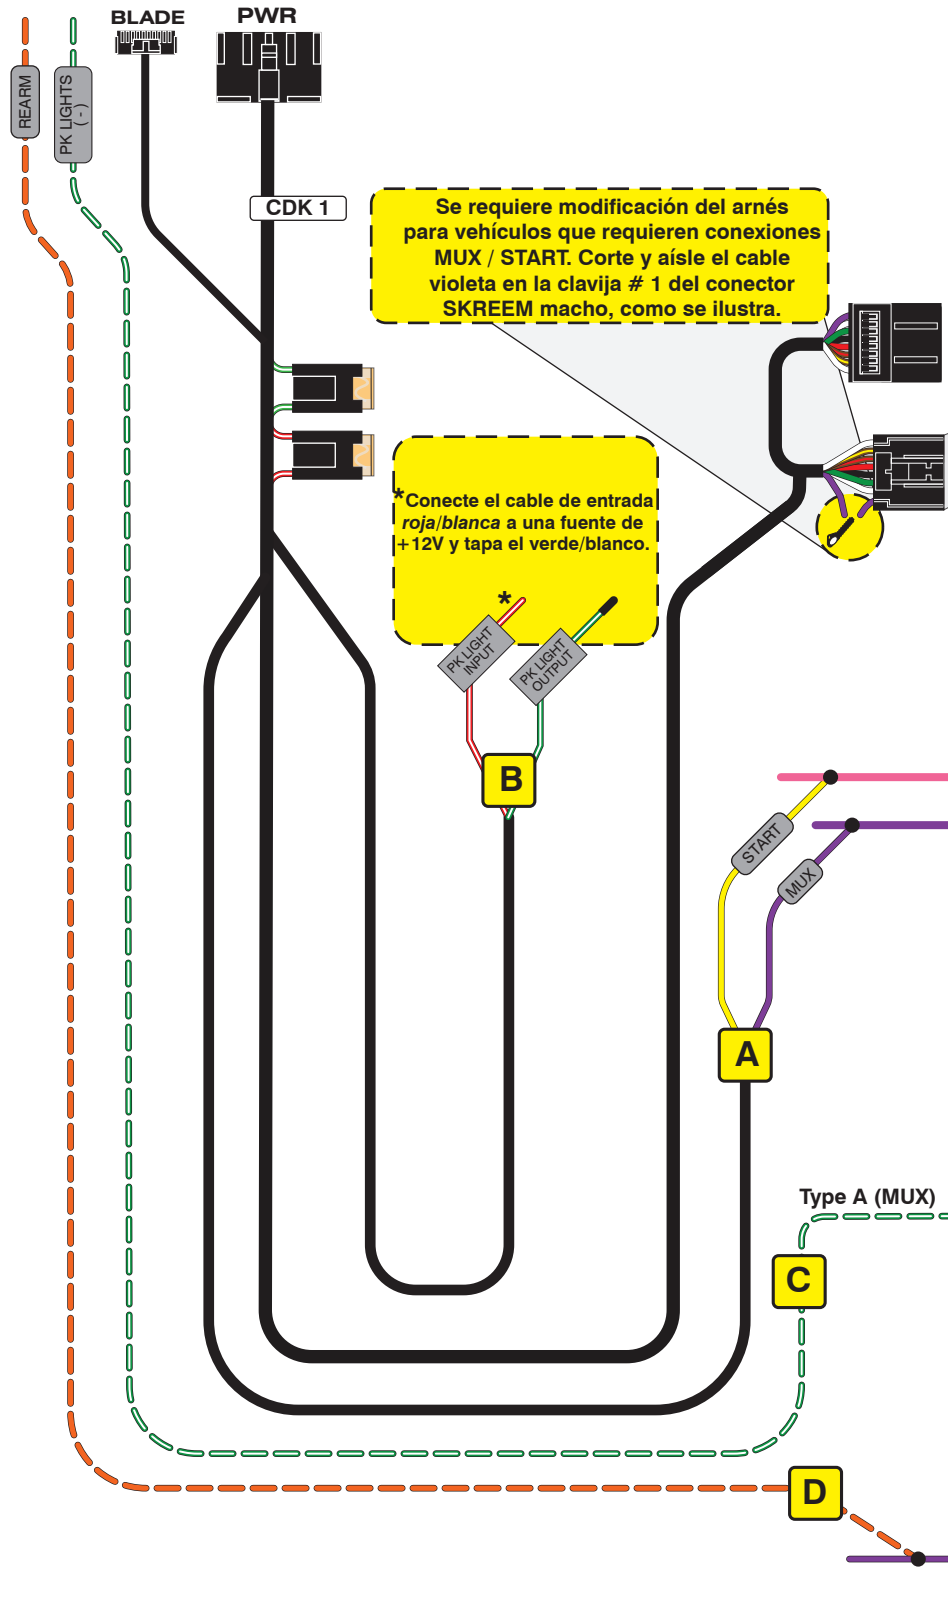 BLADE
PWR
REARM
PK LIGHTS
( - )
CDK 1
Se requiere modificación del arnés
para vehículos que requieren conexiones
MUX / START. Corte y aísle el cable
violeta en la clavija # 1 del conector
SKREEM macho, como se ilustra.
*Conecte el cable de entrada
roja/blanca a una fuente de
+12V y tapa el verde/blanco.
*
PK LIGHT
INPUT
PK LIGHT
OUTPUT
B
START
MUX
A
Type A (MUX)
C
D